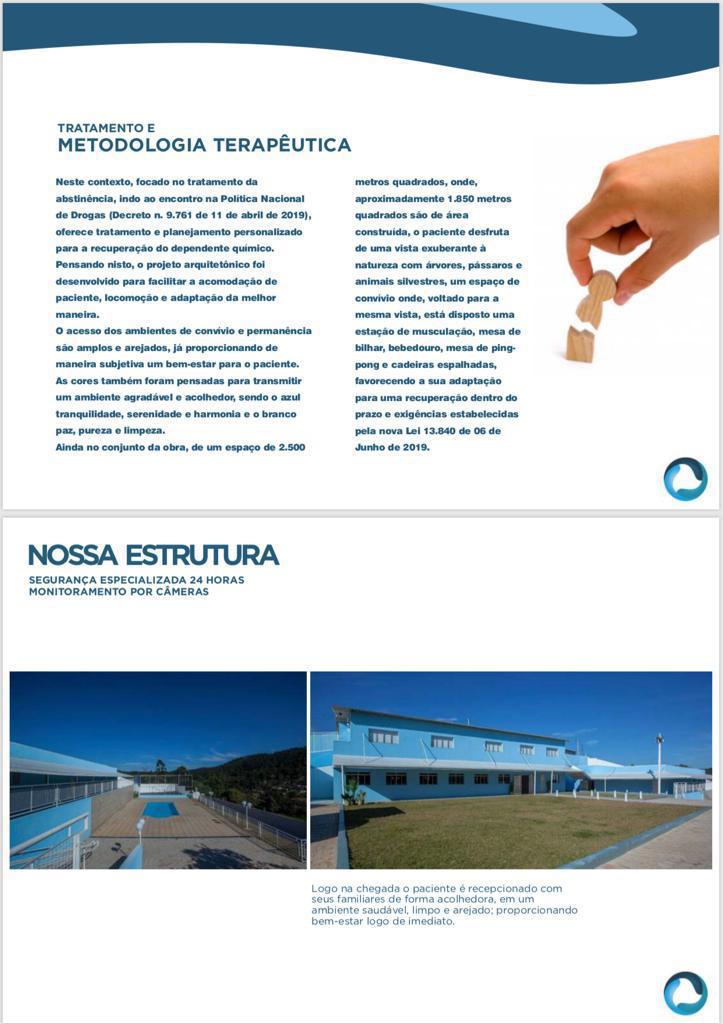 TRATAMENTO E
METODOLOGIA TERAPÊUTICA
Neste contexto, focado no tratamento da
abstinência, indo ao encontro na Política Nacional
de Drogas (Decreto n. 9.761 de 11 de abril de 2019),
oferece tratamento e planejamento personalizado
para a recuperação do dependente químico.
Pensando nisto, o projeto arquitetônico foi
desenvolvido para facilitar a acomodação de
paciente, locomoção e adaptação da melhor
maneira.
O acesso dos ambientes de convívio e permanência
são amplos e arejados, já proporcionando de
maneira subjetiva um bem-estar para o paciente.
As cores também foram pensadas para transmitir
um ambiente agradável e acolhedor, sendo o azul
tranquilidade, serenidade e harmonia e o branco
paz, pureza e limpeza.
Ainda no conjunto da obra, de um espaço de 2.500
metros quadrados, onde,
aproximadamente 1.850 metros
quadrados são de área
construída, o paciente desfruta
de uma vista exuberante à
natureza com árvores, pássaros e
animais silvestres, um espaço de
convívio onde, voltado para a
mesma vista, está disposto uma
estação de musculação, mesa de
bilhar, bebedouro, mesa de ping-
pong e cadeiras espalhadas,
favorecendo a sua adaptação
para uma recuperação dentro do
prazo e exigências estabelecidas
pela nova Lei 13.840 de 06 de
Junho de 2019.
NOSSA ESTRUTURA
SEGURANÇA ESPECIALIZADA 24 HORAS
MONITORAMENTO POR CÂMERAS
Logo na chegada o paciente é recepcionado com
seus familiares de forma acolhedora, em um
ambiente saudável, limpo e arejado; proporcionando
bem-estar logo de imediato.